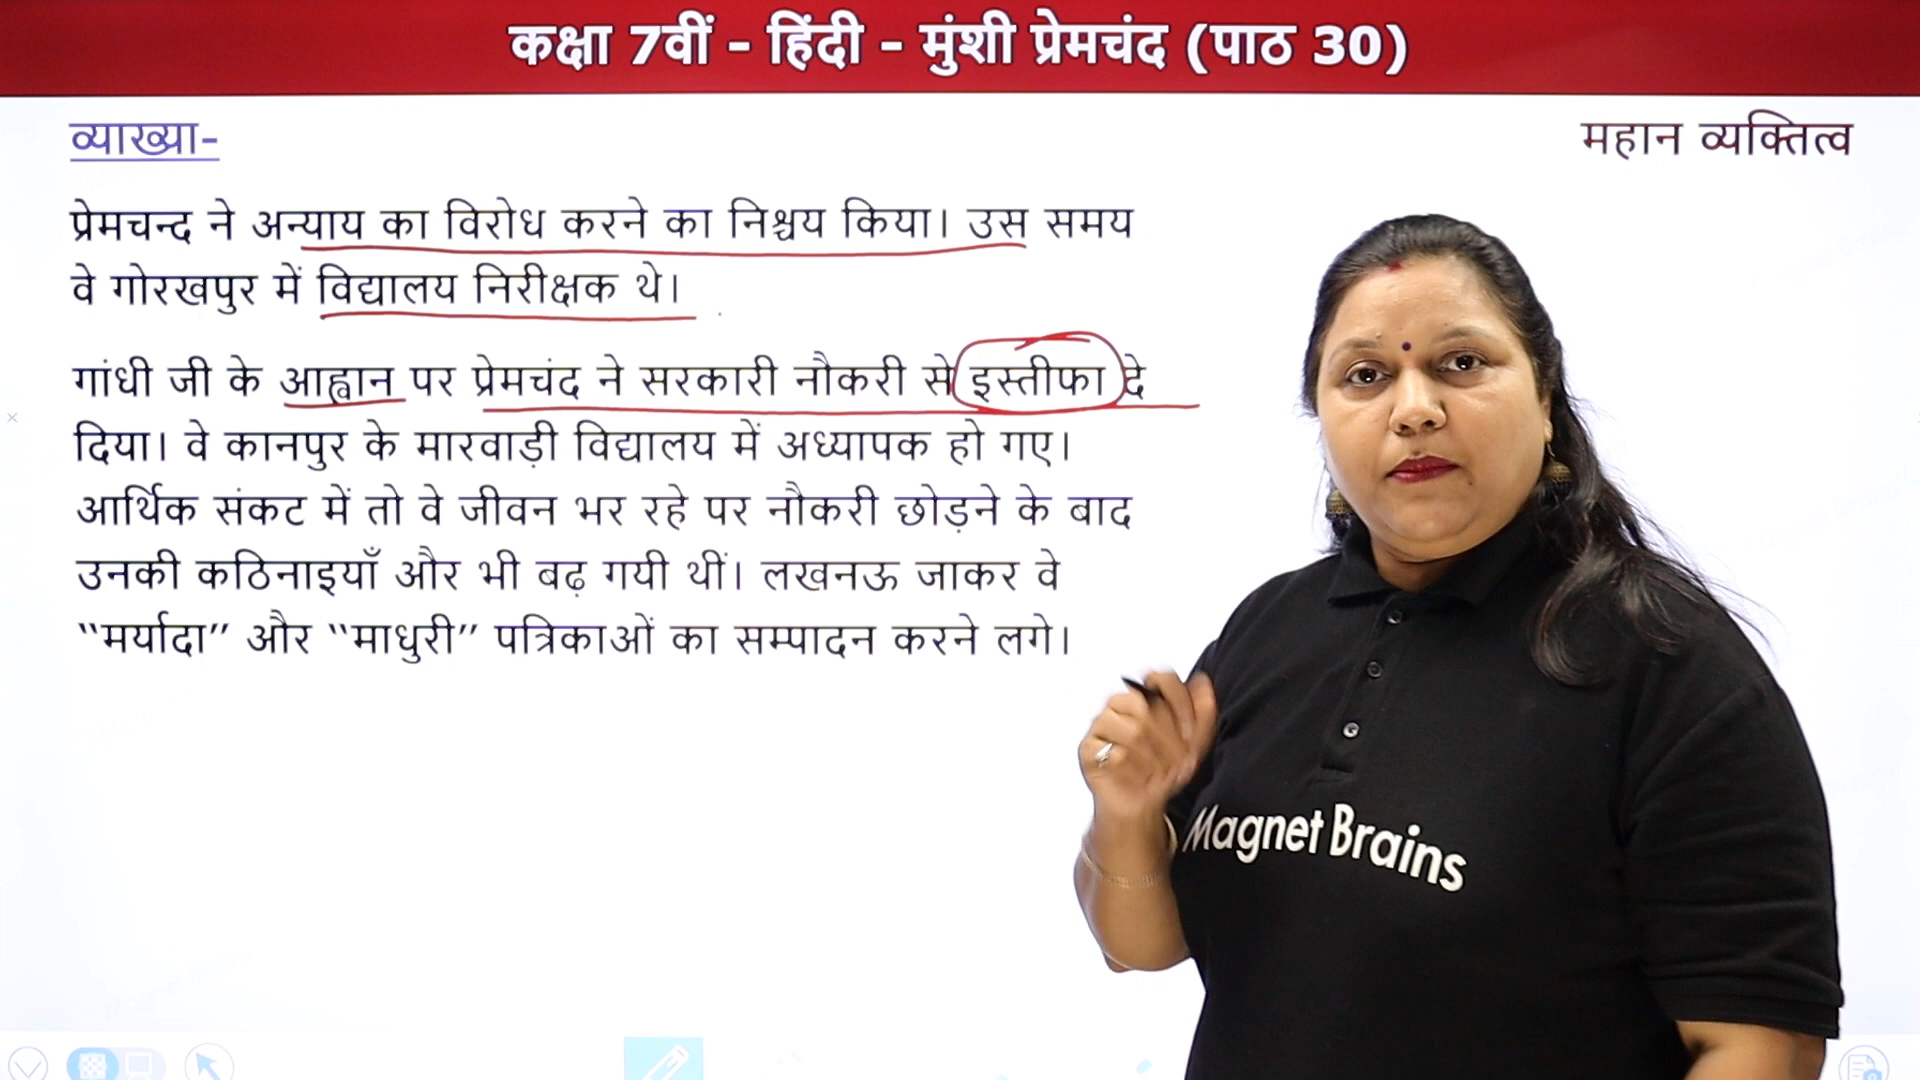 कक्षा 7वीं - हिंदी - मुंशी प्रेमचंद (पाठ 30)
व्याख्या-
महान व्यक्तित्व
प्रेमचन्द ने अन्याय का विरोध करने का निश्चय किया। उस समय
वे गोरखपुर में विद्यालय निरीक्षक थे।
गांधी जी के आह्वान पर प्रेमचंद ने सरकारी नौकरी से इस्तीफा दे
दिया। वे कानपुर के मारवाड़ी विद्यालय में अध्यापक हो गए।
आर्थिक संकट में तो वे जीवन भर रहे पर नौकरी छोड़ने के बाद
उनकी कठिनाइयाँ और भी बढ़ गयी थीं। लखनऊ जाकर वे
“मर्यादा” और “माधुरी” पत्रिकाओं का सम्पादन करने लगे।
Magnet Brains